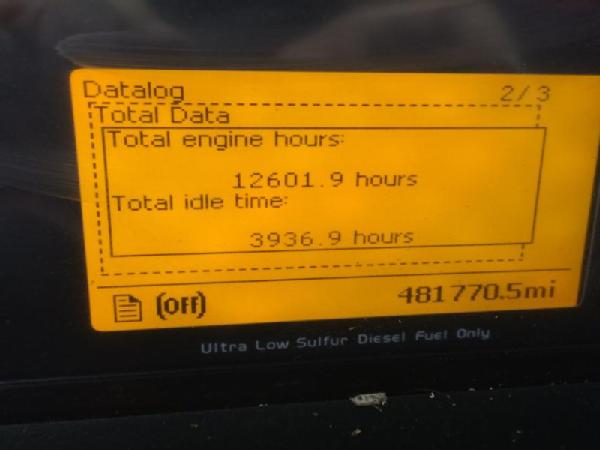 Datalog 2/3
Total Data
Total engine hours:
12601.9 hours
Total idle time:
3936.9 hours
(OFF) 481770.5mi
Ultra Low Sulfur Diesel Fuel Only